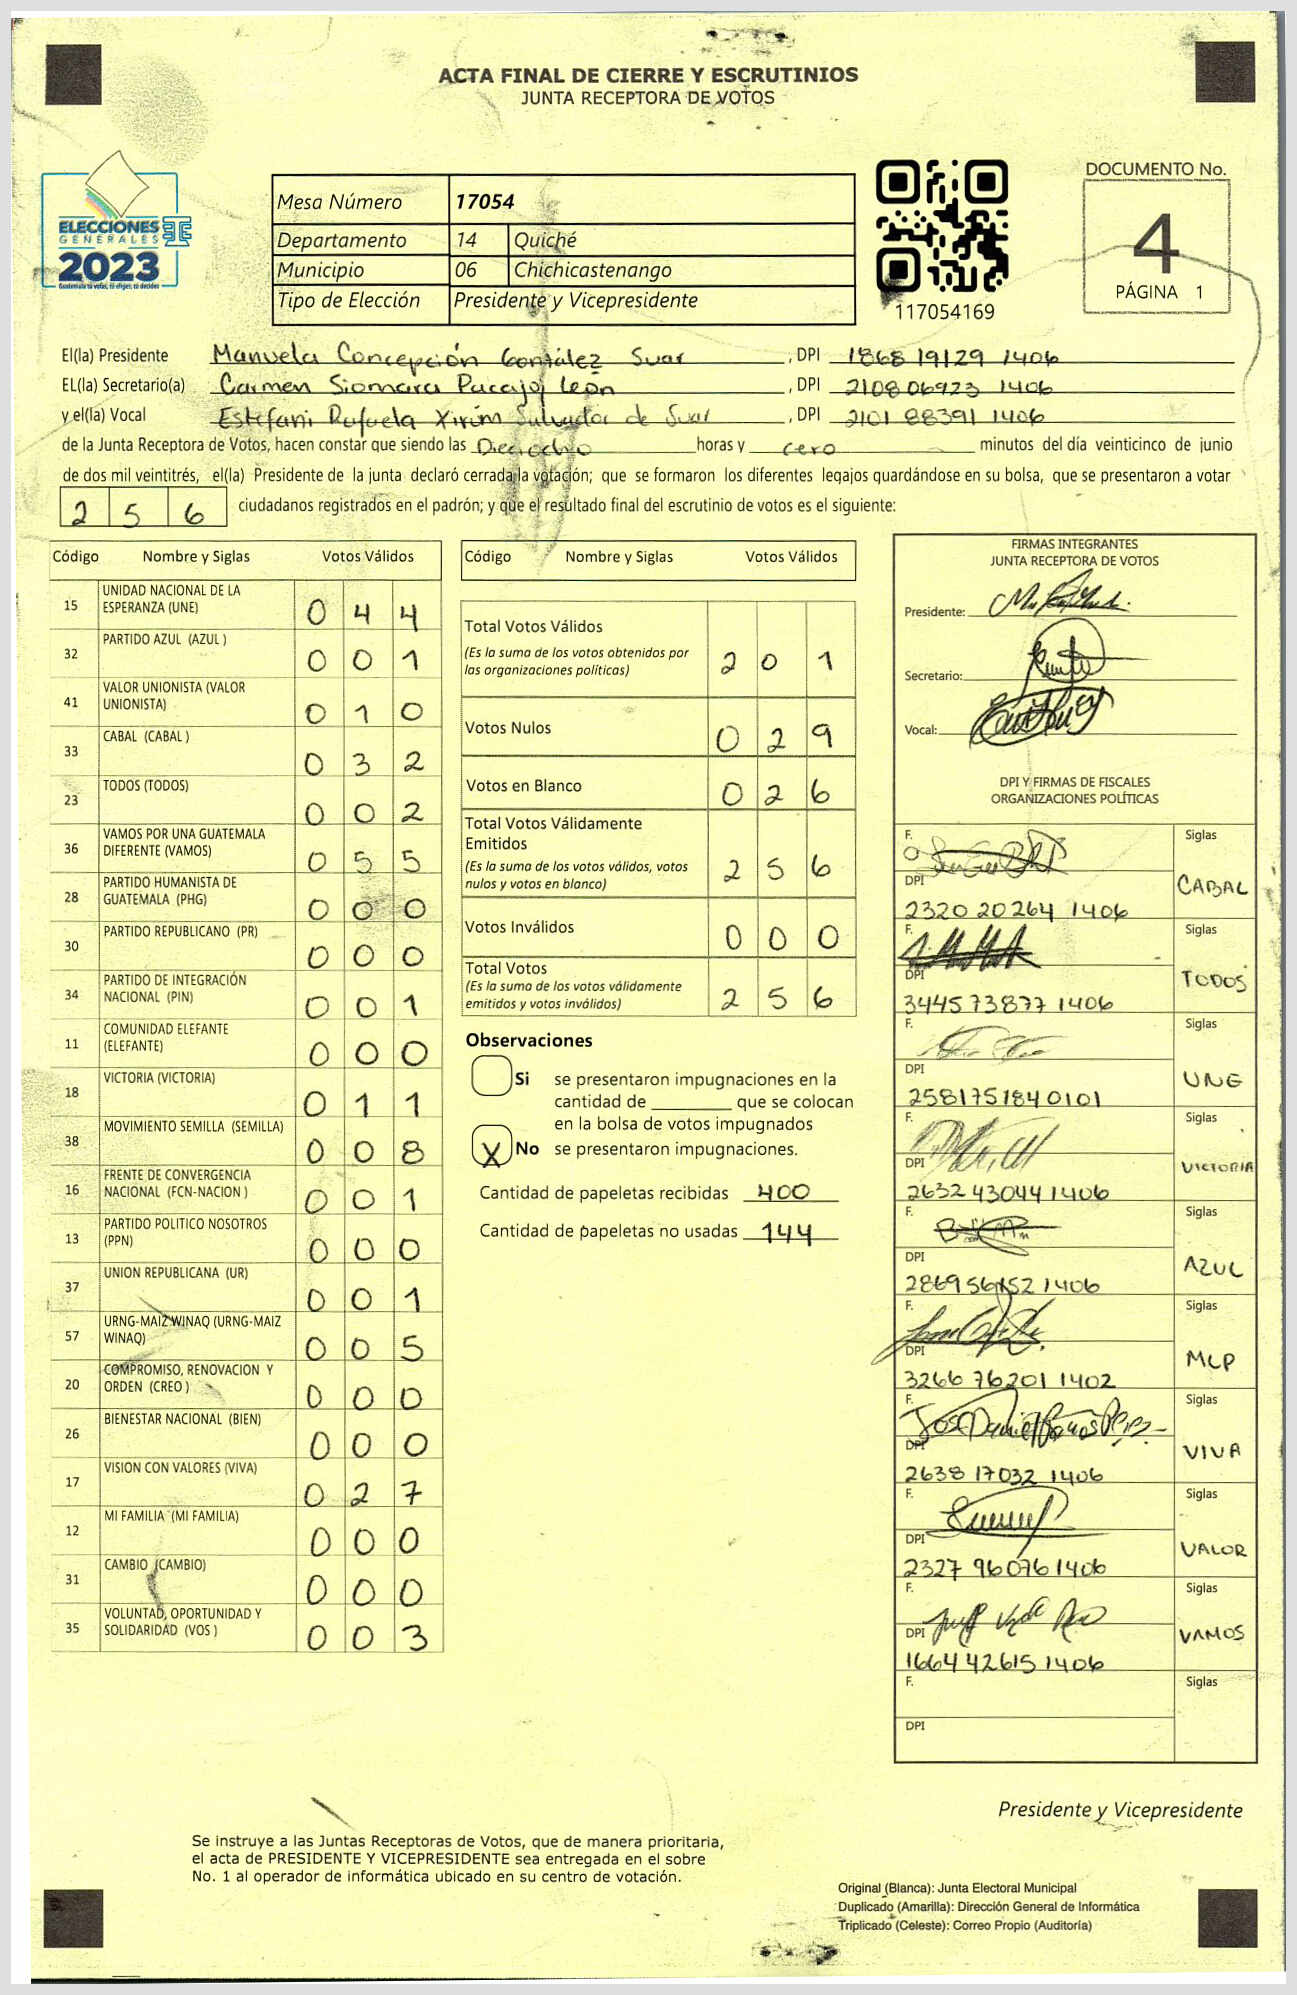 ACTA FINAL DE CIERRE Y ESCRUTINIOS
JUNTA RECEPTORA DE VOTOS
ELECCIONES
GENERALES
2023
Guatemala tú votas, tú eliges, tú decides
Mesa Número 17054
Departamento 14 Quiché
Municipio 06 Chichicastenango
Tipo de Elección Presidente y Vicepresidente
117054169
DOCUMENTO No.
4
PÁGINA 1
El(la) Presidente Manuela Concepción González Suar , DPI 1868 19129 1406
EL(la) Secretario(a) Carmen Siomara Pacajoj León , DPI 2108 06923 1406
y el(la) Vocal Estefani Rafaela Xirúm Salvador de Suar , DPI 2101 88391 1406
de la Junta Receptora de Votos, hacen constar que siendo las Dieciocho horas y cero minutos del día veinticinco de junio
de dos mil veintitrés, el(la) Presidente de la junta declaró cerrada la votación; que se formaron los diferentes legajos guardándose en su bolsa, que se presentaron a votar
2 5 6 ciudadanos registrados en el padrón; y que el resultado final del escrutinio de votos es el siguiente:
Código Nombre y Siglas Votos Válidos
15 UNIDAD NACIONAL DE LA ESPERANZA (UNE) 0 4 4
32 PARTIDO AZUL (AZUL ) 0 0 1
41 VALOR UNIONISTA (VALOR UNIONISTA) 0 1 0
33 CABAL (CABAL ) 0 3 2
23 TODOS (TODOS) 0 0 2
36 VAMOS POR UNA GUATEMALA DIFERENTE (VAMOS) 0 5 5
28 PARTIDO HUMANISTA DE GUATEMALA (PHG) 0 0 0
30 PARTIDO REPUBLICANO (PR) 0 0 0
34 PARTIDO DE INTEGRACIÓN NACIONAL (PIN) 0 0 1
11 COMUNIDAD ELEFANTE (ELEFANTE) 0 0 0
18 VICTORIA (VICTORIA) 0 1 1
38 MOVIMIENTO SEMILLA (SEMILLA) 0 0 8
16 FRENTE DE CONVERGENCIA NACIONAL (FCN-NACION ) 0 0 1
13 PARTIDO POLITICO NOSOTROS (PPN) 0 0 0
37 UNION REPUBLICANA (UR) 0 0 1
57 URNG-MAIZ WINAQ (URNG-MAIZ WINAQ) 0 0 5
20 COMPROMISO, RENOVACION Y ORDEN (CREO ) 0 0 0
26 BIENESTAR NACIONAL (BIEN) 0 0 0
17 VISION CON VALORES (VIVA) 0 2 7
12 MI FAMILIA (MI FAMILIA) 0 0 0
31 CAMBIO (CAMBIO) 0 0 0
35 VOLUNTAD, OPORTUNIDAD Y SOLIDARIDAD (VOS ) 0 0 3
Código Nombre y Siglas Votos Válidos
Total Votos Válidos 2 0 1
(Es la suma de los votos obtenidos por
las organizaciones políticas)
Votos Nulos 0 2 9
Votos en Blanco 0 2 6
Total Votos Válidamente
Emitidos 2 5 6
(Es la suma de los votos válidos, votos
nulos y votos en blanco)
Votos Inválidos 0 0 0
Total Votos 2 5 6
(Es la suma de los votos válidamente
emitidos y votos inválidos)
Observaciones
Si se presentaron impugnaciones en la
cantidad de ________ que se colocan
en la bolsa de votos impugnados
X No se presentaron impugnaciones.
Cantidad de papeletas recibidas 400
Cantidad de papeletas no usadas 144
FIRMAS INTEGRANTES
JUNTA RECEPTORA DE VOTOS
Presidente:
Secretario:
Vocal:
DPI Y FIRMAS DE FISCALES
ORGANIZACIONES POLÍTICAS
F. Siglas
DPI CABAL
2320 20264 1406
F. Siglas
DPI TODOS
3445 73877 1406
F. Siglas
DPI UNE
2581751840101
F. Siglas
DPI VICTORIA
2632 43044 1406
F. Siglas
DPI AZUL
1406
F. Siglas
DPI MLP
3266 76201 1402
F. Siglas
DPI VIVA
2638 17032 1406
F. Siglas
DPI VALOR
2327 96076 1406
F. Siglas
DPI VAMOS
1664 42615 1406
F. Siglas
DPI
Presidente y Vicepresidente
Se instruye a las Juntas Receptoras de Votos, que de manera prioritaria,
el acta de PRESIDENTE Y VICEPRESIDENTE sea entregada en el sobre
No. 1 al operador de informática ubicado en su centro de votación.
Original (Blanca): Junta Electoral Municipal
Duplicado (Amarilla): Dirección General de Informática
Triplicado (Celeste): Correo Propio (Auditoría)